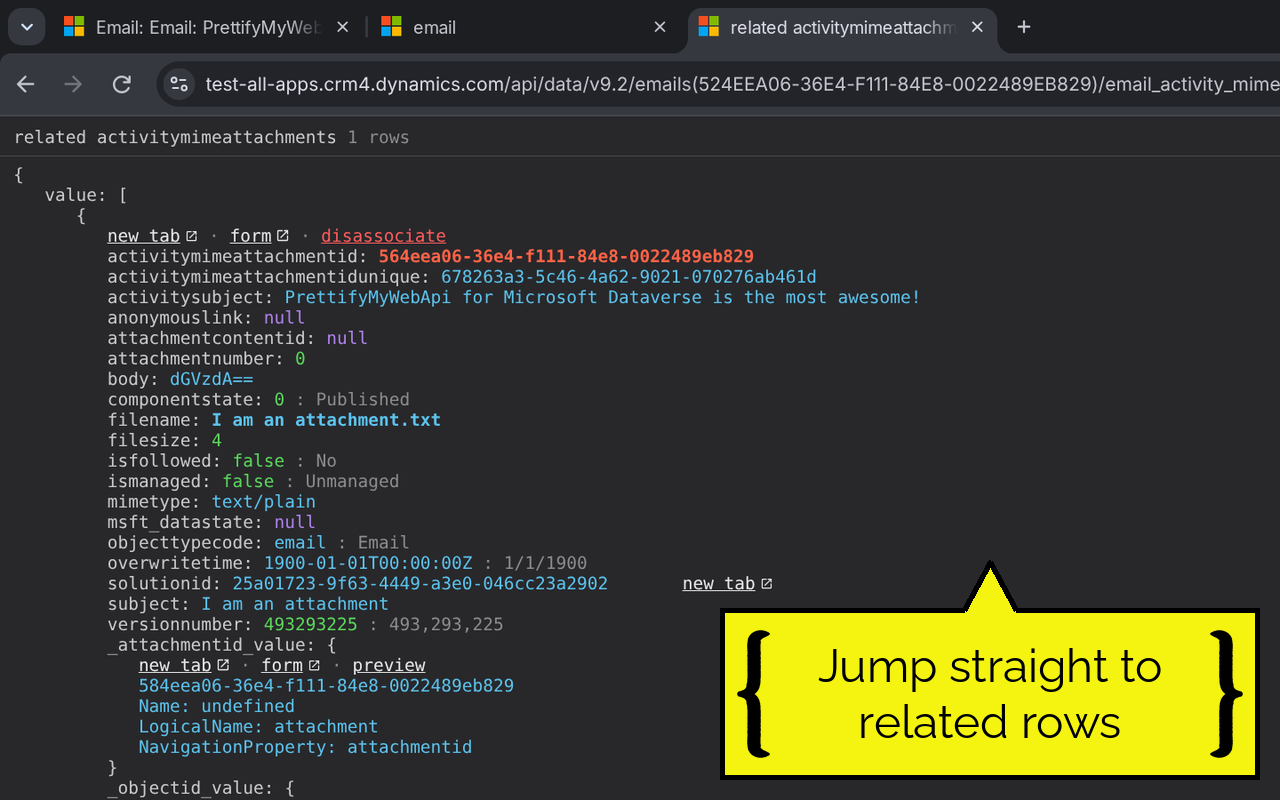 Email: Email: PrettifyMyWeb
email
related activitymimeattachm
test-all-apps.crm4.dynamics.com/api/data/v9.2/emails(524EEA06-36E4-F111-84E8-0022489EB829)/email_activity_mime
related activitymimeattachments 1 rows
{
value: [
{
new tab · form · disassociate
activitymimeattachmentid: 564eea06-36e4-f111-84e8-0022489eb829
activitymimeattachmentidunique: 678263a3-5c46-4a62-9021-070276ab461d
activitysubject: PrettifyMyWebApi for Microsoft Dataverse is the most awesome!
anonymouslink: null
attachmentcontentid: null
attachmentnumber: 0
body: dGVzdA==
componentstate: 0 : Published
filename: I am an attachment.txt
filesize: 4
isfollowed: false : No
ismanaged: false : Unmanaged
mimetype: text/plain
msft_datastate: null
objecttypecode: email : Email
overwritetime: 1900-01-01T00:00:00Z : 1/1/1900
solutionid: 25a01723-9f63-4449-a3e0-046cc23a2902 new tab
subject: I am an attachment
versionnumber: 493293225 : 493,293,225
_attachmentid_value: {
new tab · form · preview
584eea06-36e4-f111-84e8-0022489eb829
Name: undefined
LogicalName: attachment
NavigationProperty: attachmentid
}
_objectid_value: {
{ Jump straight to
related rows }